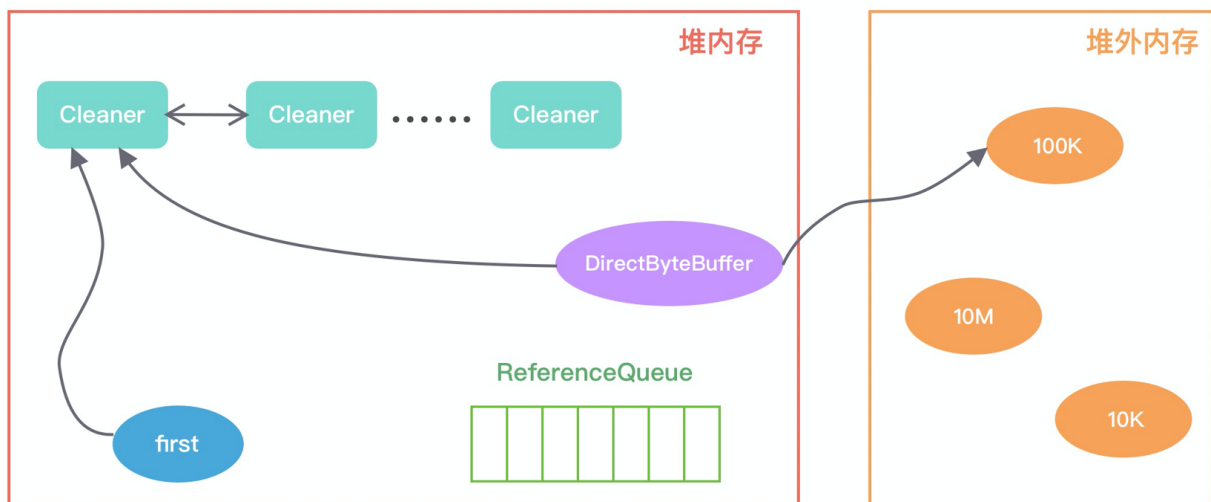 堆内存
堆外内存
Cleaner
Cleaner
......
Cleaner
100K
DirectByteBuffer
10M
ReferenceQueue
10K
first